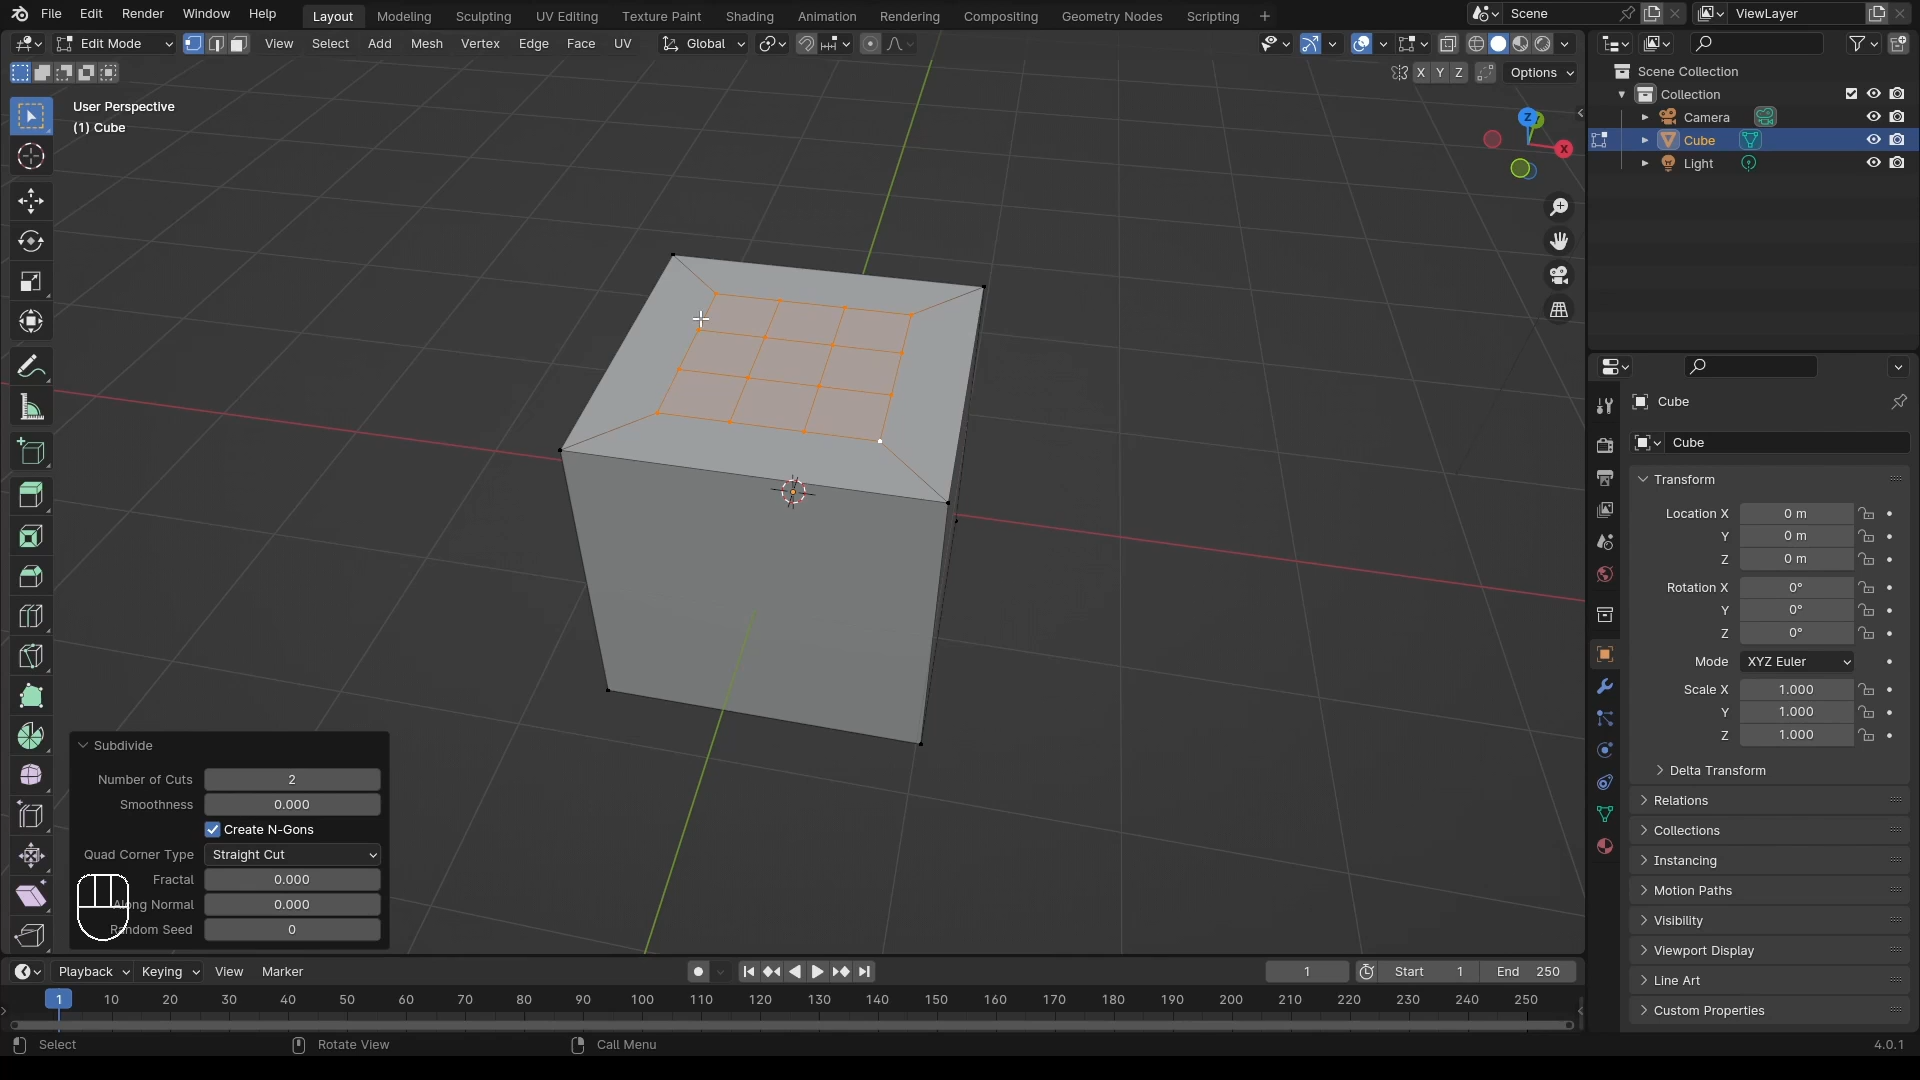 File Edit Render Window Help Layout Modeling Sculpting UV Editing Texture Paint Shading Animation Rendering Compositing Geometry Nodes Scripting + Scene ViewLayer
Edit Mode View Select Add Mesh Vertex Edge Face UV Global
X Y Z Options
User Perspective
(1) Cube
Z
X
Scene Collection
Collection
Camera
Cube
Light
Cube
Cube
Transform
Location X 0 m
Y 0 m
Z 0 m
Rotation X 0°
Y 0°
Z 0°
Mode XYZ Euler
Scale X 1.000
Y 1.000
Z 1.000
Delta Transform
Relations
Collections
Instancing
Motion Paths
Visibility
Viewport Display
Line Art
Custom Properties
Subdivide
Number of Cuts 2
Smoothness 0.000
Create N-Gons
Quad Corner Type Straight Cut
Fractal 0.000
Along Normal 0.000
Random Seed 0
Playback Keying View Marker 1 Start 1 End 250
1 10 20 30 40 50 60 70 80 90 100 110 120 130 140 150 160 170 180 190 200 210 220 230 240 250
Select Rotate View Call Menu 4.0.1